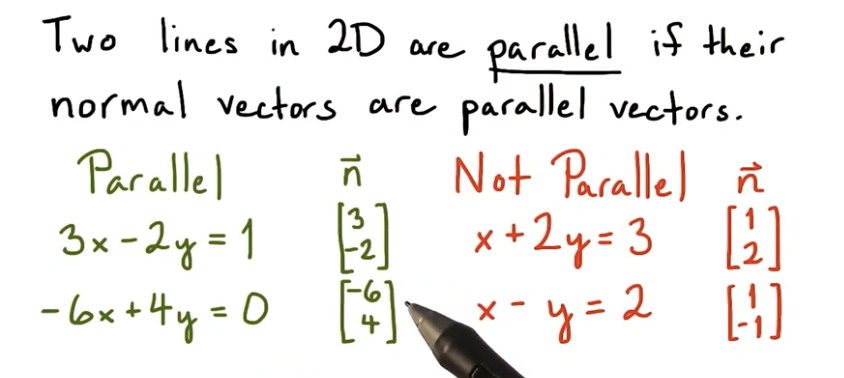 Two lines in 2D are parallel if their
normal vectors are parallel vectors.
Parallel n⃗ Not Parallel n⃗
3x - 2y = 1 [3 -2] x + 2y = 3 [1 2]
-6x + 4y = 0 [-6 4] x - y = 2 [1 -1]